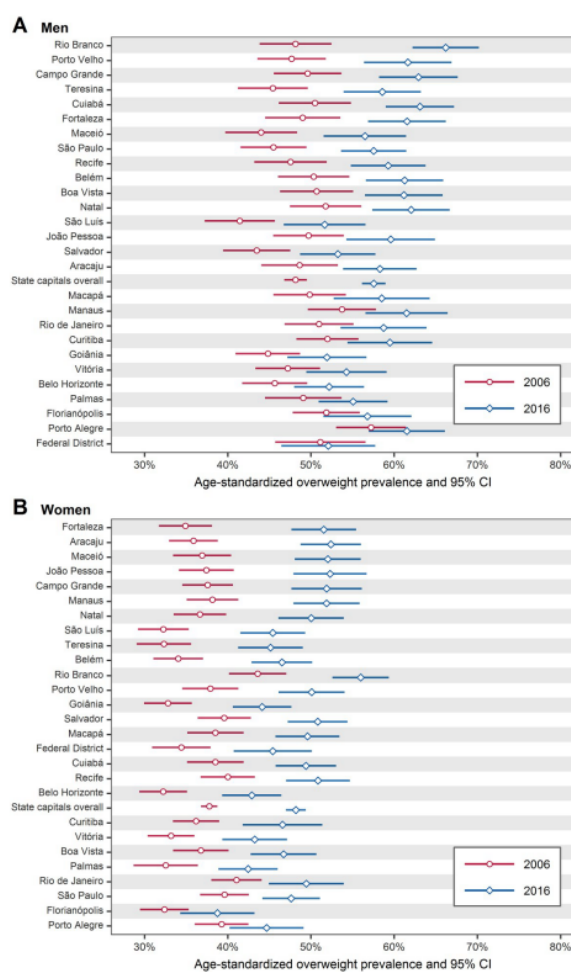 A Men
Rio Branco
Porto Velho
Campo Grande
Teresina
Cuiabá
Fortaleza
Maceió
São Paulo
Recife
Belém
Boa Vista
Natal
São Luís
João Pessoa
Salvador
Aracaju
State capitals overall
Macapá
Manaus
Rio de Janeiro
Curitiba
Goiânia
Vitória
Belo Horizonte
Palmas
Florianópolis
Porto Alegre
Federal District
2006
2016
30% 40% 50% 60% 70% 80%
Age-standardized overweight prevalence and 95% CI
B Women
Fortaleza
Aracaju
Maceió
João Pessoa
Campo Grande
Manaus
Natal
São Luís
Teresina
Belém
Rio Branco
Porto Velho
Goiânia
Salvador
Macapá
Federal District
Cuiabá
Recife
Belo Horizonte
State capitals overall
Curitiba
Vitória
Boa Vista
Palmas
Rio de Janeiro
São Paulo
Florianópolis
Porto Alegre
2006
2016
30% 40% 50% 60% 70% 80%
Age-standardized overweight prevalence and 95% CI